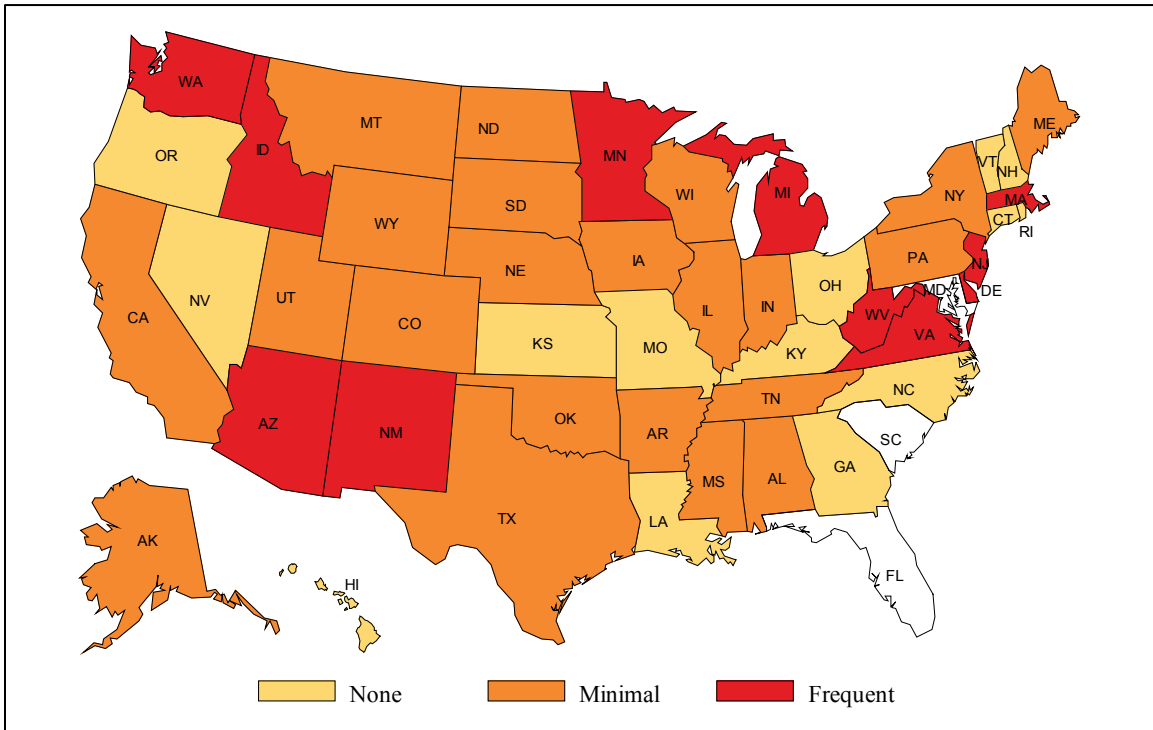 WA
MT
ND
ME
OR
ID
MN
VT
NH
WI
MI
NY
MA
SD
WY
CT
RI
IA
PA
NJ
NE
NV
UT
OH
MD
DE
IL
IN
CA
CO
WV
VA
KS
MO
KY
NC
TN
AZ
NM
OK
AR
SC
GA
MS
AL
TX
LA
AK
FL
HI
None Minimal Frequent